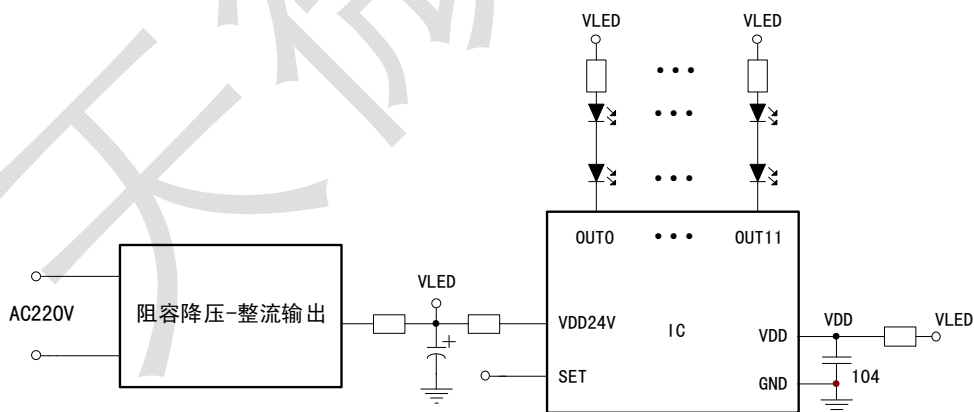 VLED
VLED
OUT0
OUT11
AC220V
阻容降压-整流输出
VLED
VDD24V
IC
VDD
VDD
VLED
SET
GND
104